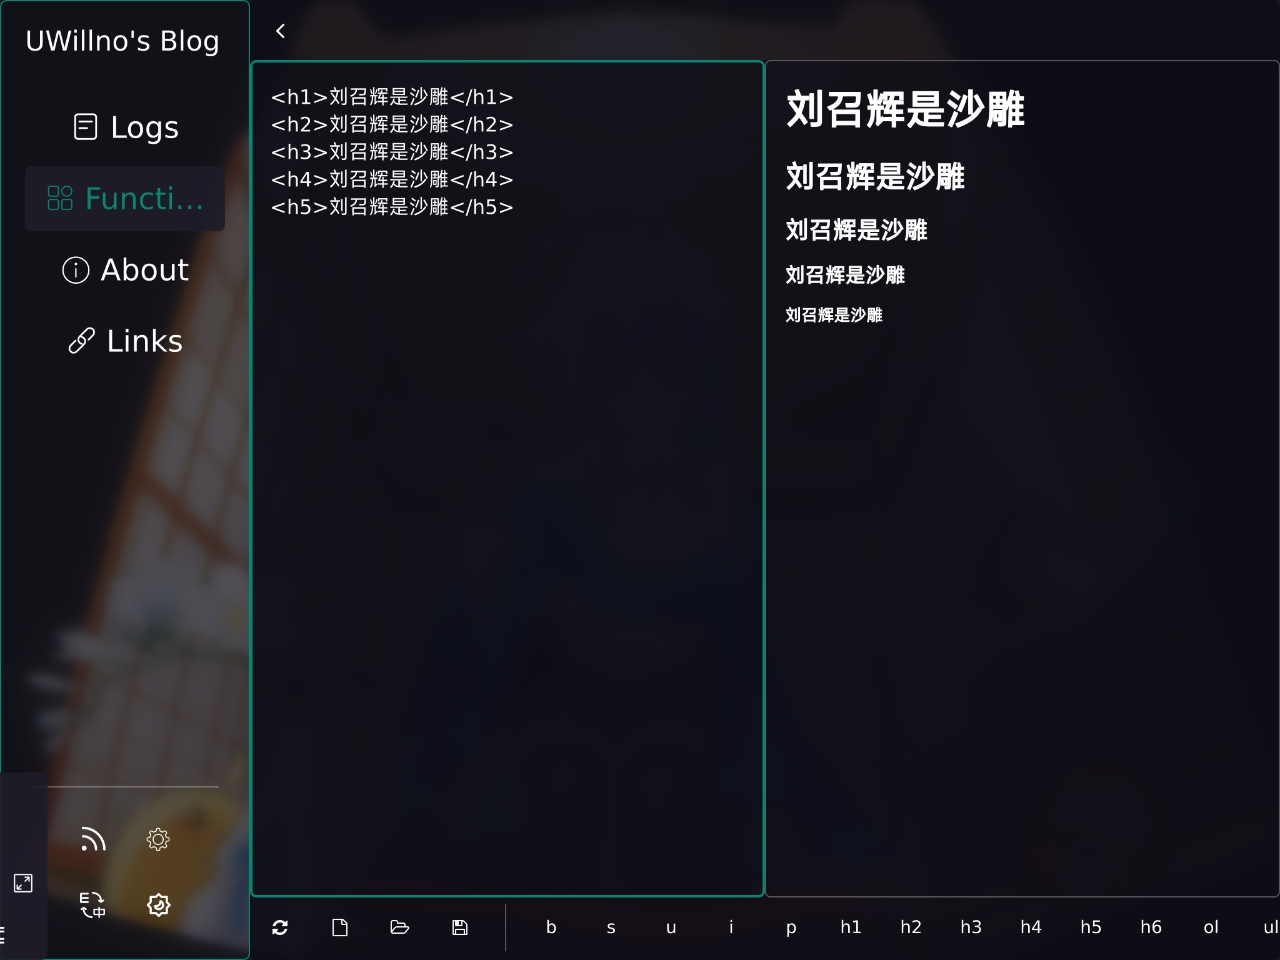 UWillno's Blog
Logs
Functi...
About
Links
<h1>刘召辉是沙雕</h1>
<h2>刘召辉是沙雕</h2>
<h3>刘召辉是沙雕</h3>
<h4>刘召辉是沙雕</h4>
<h5>刘召辉是沙雕</h5>
刘召辉是沙雕
刘召辉是沙雕
刘召辉是沙雕
刘召辉是沙雕
刘召辉是沙雕
E中
b s u i p h1 h2 h3 h4 h5 h6 ol ul